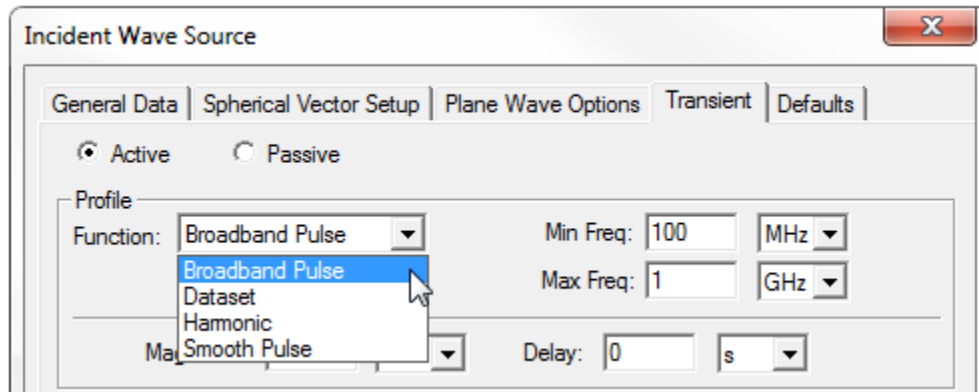 Incident Wave Source
General Data Spherical Vector Setup Plane Wave Options Transient Defaults
Active Passive
Profile
Function: Broadband Pulse Min Freq: 100 MHz
Broadband Pulse Max Freq: 1 GHz
Dataset
Harmonic
Smooth Pulse Delay: 0 s